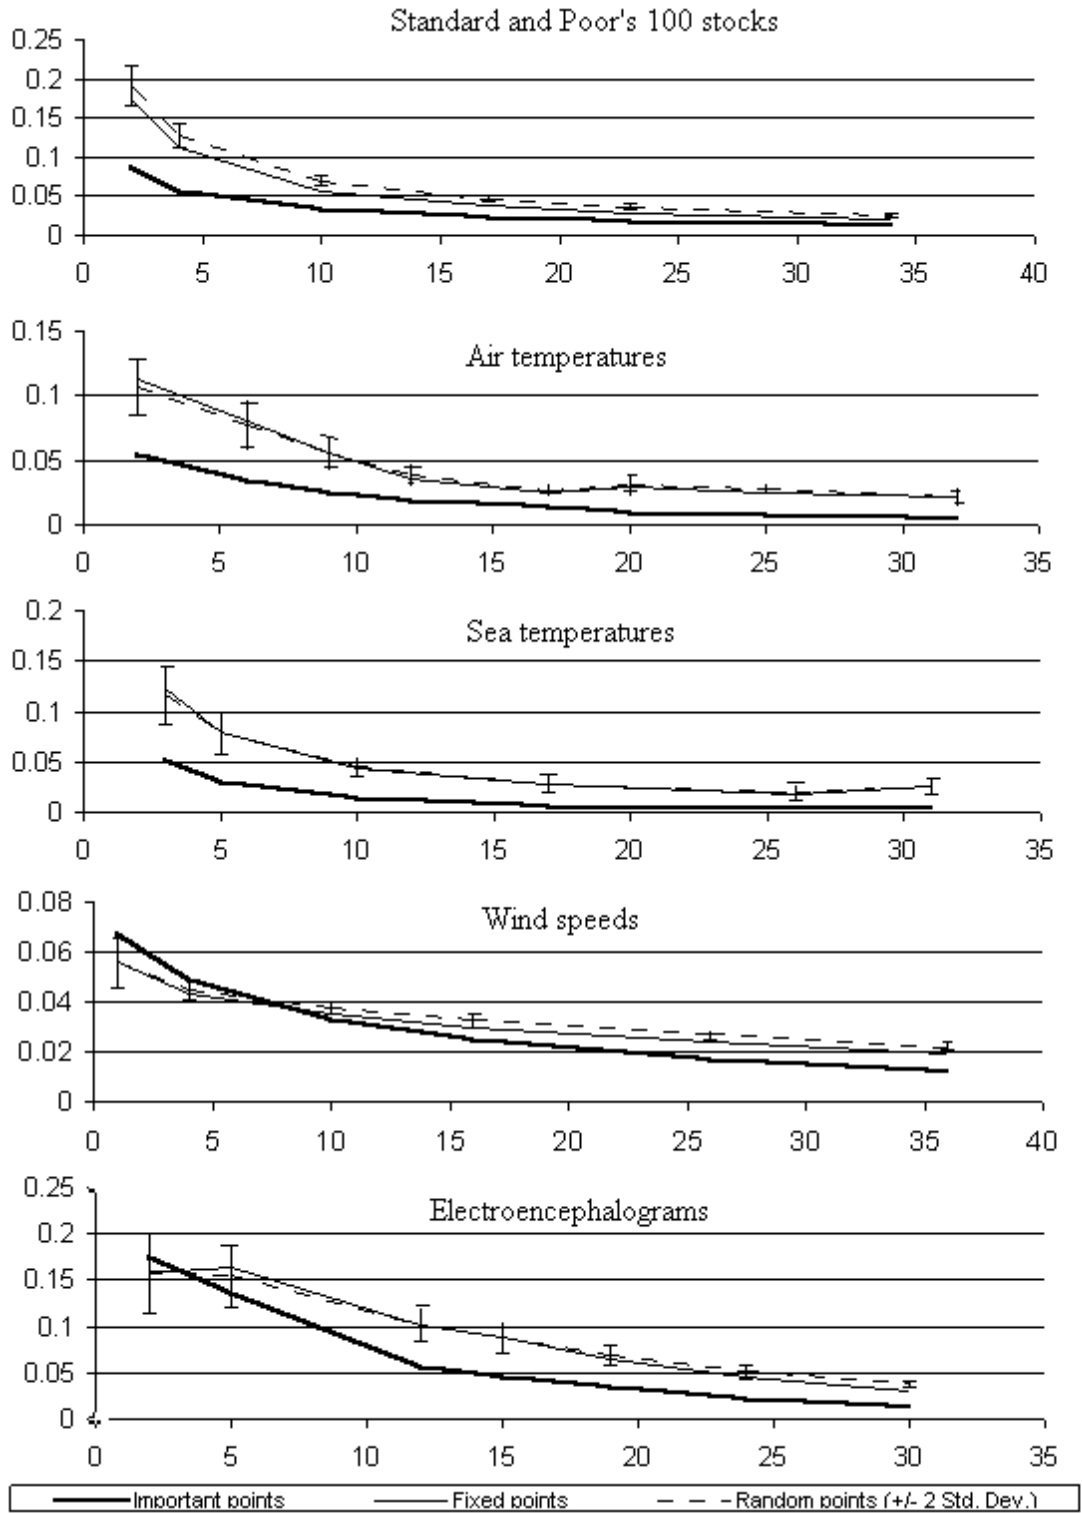 Standard and Poor's 100 stocks
0.25
0.2
0.15
0.1
0.05
0
0 5 10 15 20 25 30 35 40
Air temperatures
0.15
0.1
0.05
0
0 5 10 15 20 25 30 35
Sea temperatures
0.2
0.15
0.1
0.05
0
0 5 10 15 20 25 30 35
Wind speeds
0.08
0.06
0.04
0.02
0
0 5 10 15 20 25 30 35 40
Electroencephalograms
0.25
0.2
0.15
0.1
0.05
0
0 5 10 15 20 25 30 35
Important points Fixed points Random points (+/- 2 Std. Dev.)